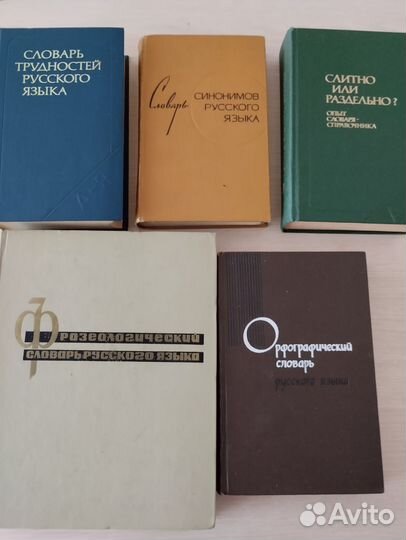 СЛОВАРЬ
ТРУДНОСТЕЙ
РУССКОГО
ЯЗЫКА
Словарь
СИНОНИМОВ
РУССКОГО
ЯЗЫКА
СЛИТНО
ИЛИ
РАЗДЕЛЬНО?
ОПЫТ
СЛОВАРЯ-
СПРАВОЧНИКА
Фразеологический
СЛОВАРЬ РУССКОГО ЯЗЫКА
Орфографический
словарь
русского языка
Avito